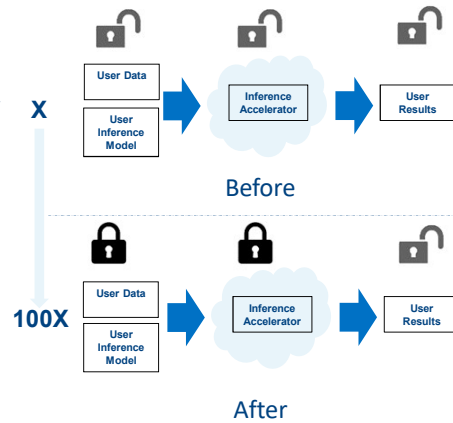 User Data
User
Inference
Model
Inference
Accelerator
User
Results
X
Before
100X
User Data
User
Inference
Model
Inference
Accelerator
User
Results
After